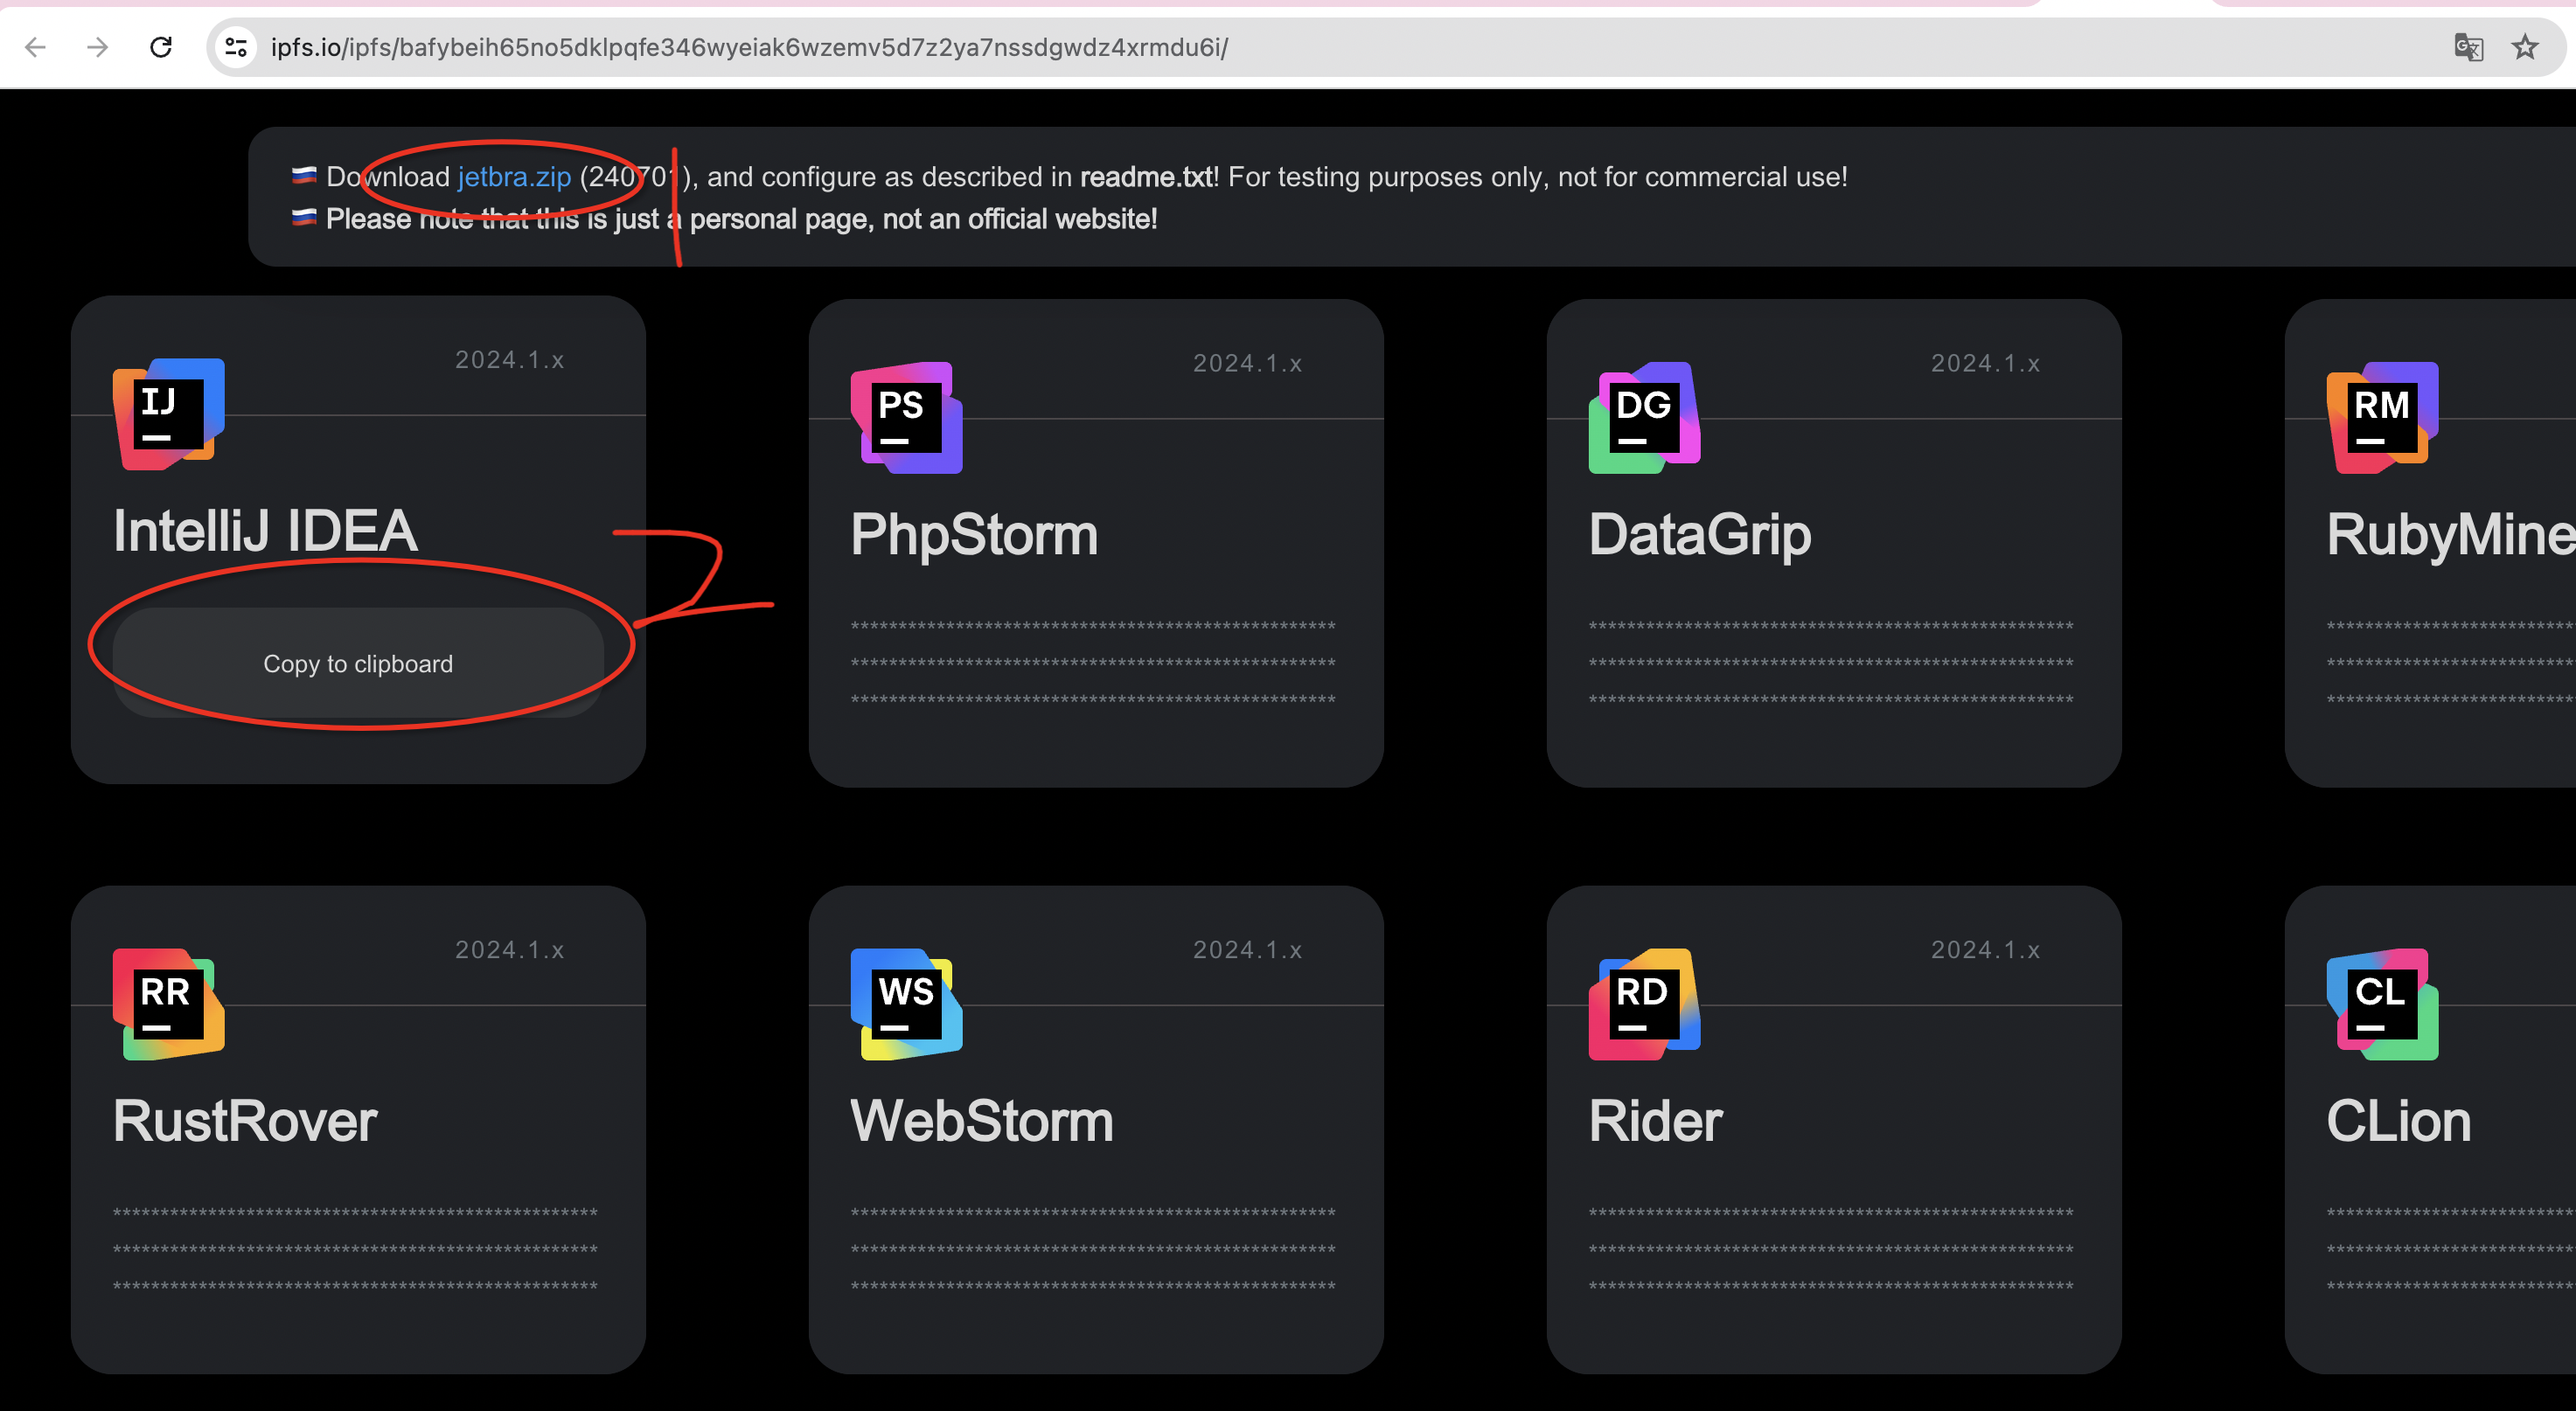 ipfs.io/ipfs/bafybeih65no5dklpqfe346wyeiak6wzemv5d7z2ya7nssdgwdz4xrmdu6i/
Download jetbra.zip (240701), and configure as described in readme.txt! For testing purposes only, not for commercial use!
Please note that this is just a personal page, not an official website!
2024.1.x
IJ
IntelliJ IDEA
Copy to clipboard
2
2024.1.x
PS
PhpStorm
***************************************************
***************************************************
***************************************************
2024.1.x
DG
DataGrip
***************************************************
***************************************************
***************************************************
RM
RubyMine
2024.1.x
RR
RustRover
***************************************************
***************************************************
***************************************************
2024.1.x
WS
WebStorm
***************************************************
***************************************************
***************************************************
2024.1.x
RD
Rider
***************************************************
***************************************************
***************************************************
CL
CLion